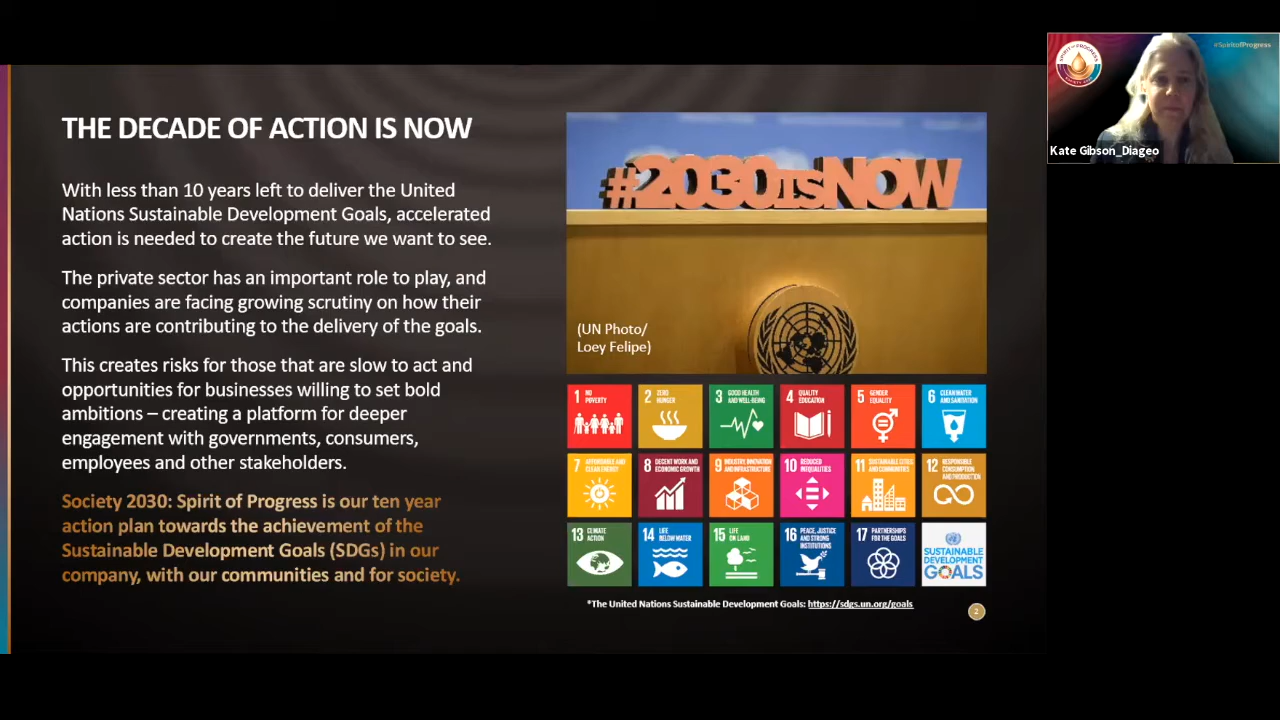 THE DECADE OF ACTION IS NOW
With less than 10 years left to deliver the United
Nations Sustainable Development Goals, accelerated
action is needed to create the future we want to see.
The private sector has an important role to play, and
companies are facing growing scrutiny on how their
actions are contributing to the delivery of the goals.
This creates risks for those that are slow to act and
opportunities for businesses willing to set bold
ambitions – creating a platform for deeper
engagement with governments, consumers,
employees and other stakeholders.
Society 2030: Spirit of Progress is our ten year
action plan towards the achievement of the
Sustainable Development Goals (SDGs) in our
company, with our communities and for society.
#2030ISNOW
(UN Photo/
Loey Felipe)
1 NO
POVERTY
2 ZERO
HUNGER
3 GOOD HEALTH
AND WELL-BEING
4 QUALITY
EDUCATION
5 GENDER
EQUALITY
6 CLEAN WATER
AND SANITATION
7 AFFORDABLE AND
CLEAN ENERGY
8 DECENT WORK AND
ECONOMIC GROWTH
9 INDUSTRY, INNOVATION
AND INFRASTRUCTURE
10 REDUCED
INEQUALITIES
11 SUSTAINABLE CITIES
AND COMMUNITIES
12 RESPONSIBLE
CONSUMPTION
AND PRODUCTION
13 CLIMATE
ACTION
14 LIFE
BELOW WATER
15 LIFE
ON LAND
16 PEACE, JUSTICE
AND STRONG
INSTITUTIONS
17 PARTNERSHIPS
FOR THE GOALS
SUSTAINABLE
DEVELOPMENT
GOALS
*The United Nations Sustainable Development Goals: https://sdgs.un.org/goals
2
SPIRIT OF PROGRESS
#SpiritofProgress
Kate Gibson_Diageo